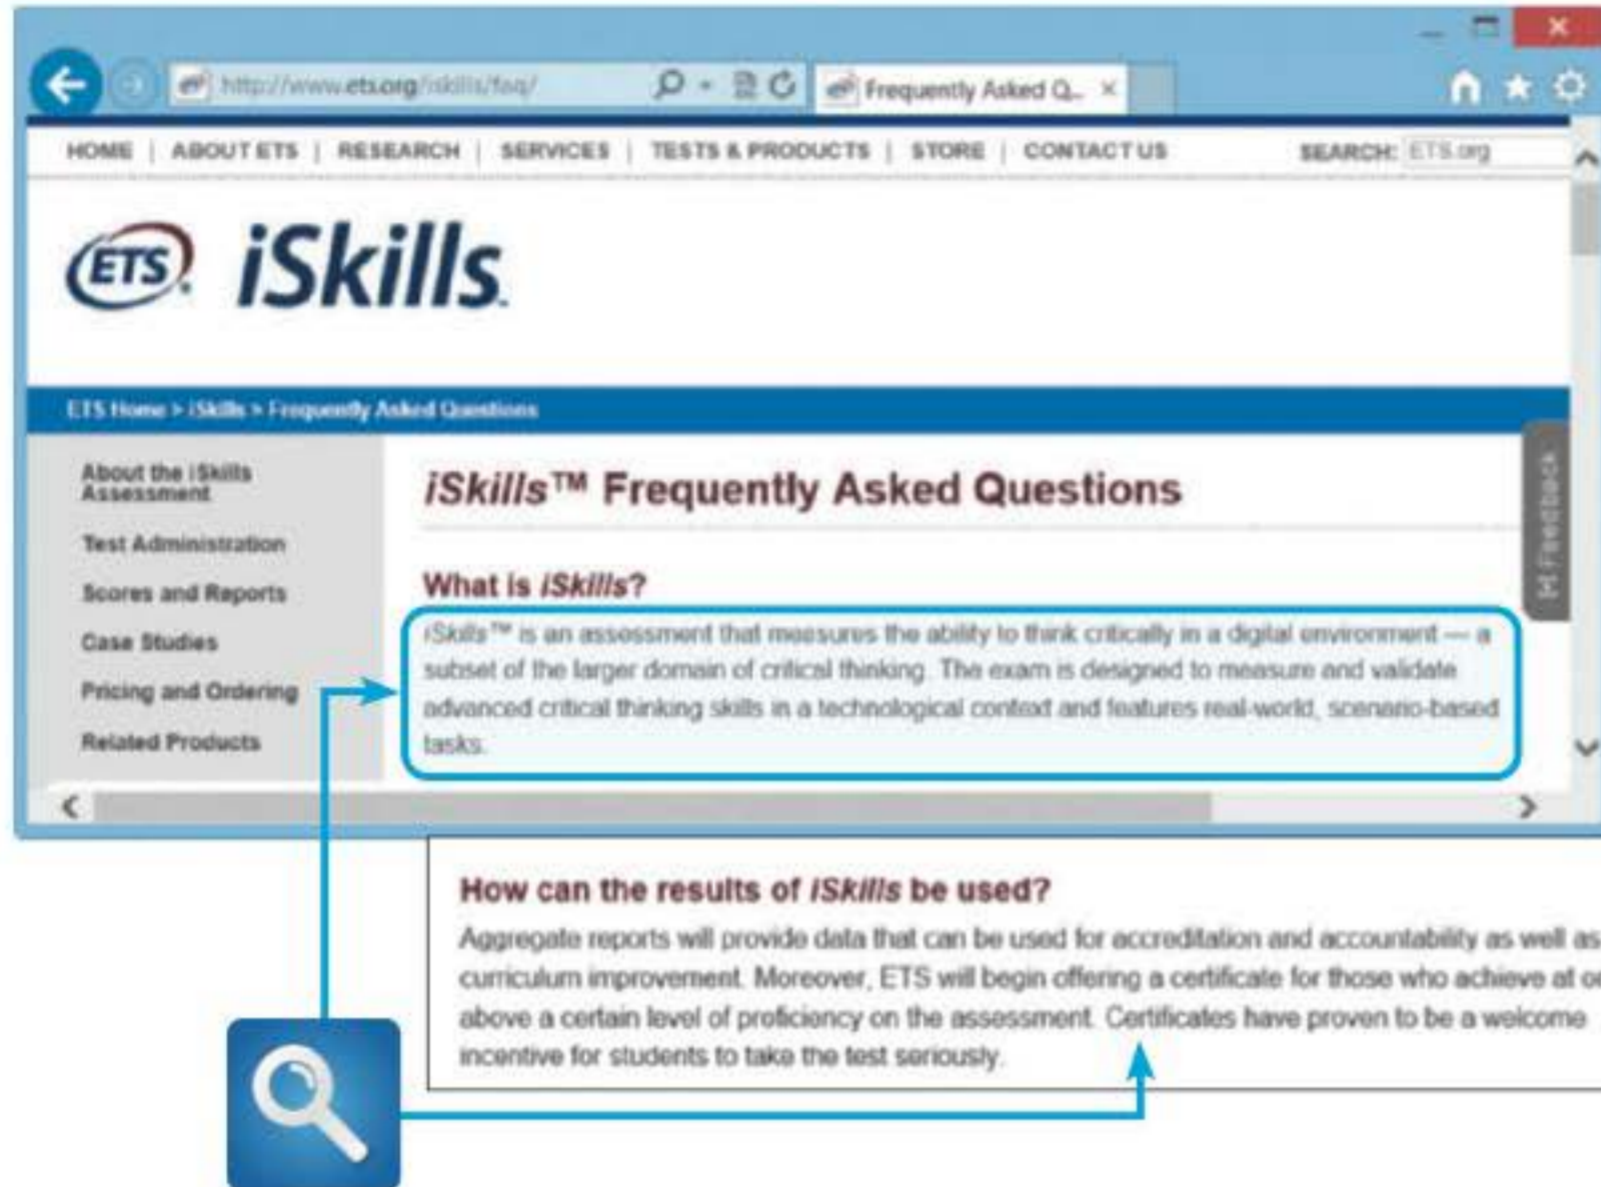 http://www.ets.org/iskills/faq/
Frequently Asked Q...
HOME | ABOUT ETS | RESEARCH | SERVICES | TESTS & PRODUCTS | STORE | CONTACT US SEARCH: ETS.org
ETS® iSkills™
ETS Home > iSkills > Frequently Asked Questions
About the iSkills
Assessment
Test Administration
Scores and Reports
Case Studies
Pricing and Ordering
Related Products
iSkills™ Frequently Asked Questions
What is iSkills?
iSkills™ is an assessment that measures the ability to think critically in a digital environment — a
subset of the larger domain of critical thinking. The exam is designed to measure and validate
advanced critical thinking skills in a technological context and features real-world, scenario-based
tasks.
[+] Feedback
How can the results of iSkills be used?
Aggregate reports will provide data that can be used for accreditation and accountability as well as
curriculum improvement. Moreover, ETS will begin offering a certificate for those who achieve at or
above a certain level of proficiency on the assessment. Certificates have proven to be a welcome
incentive for students to take the test seriously.